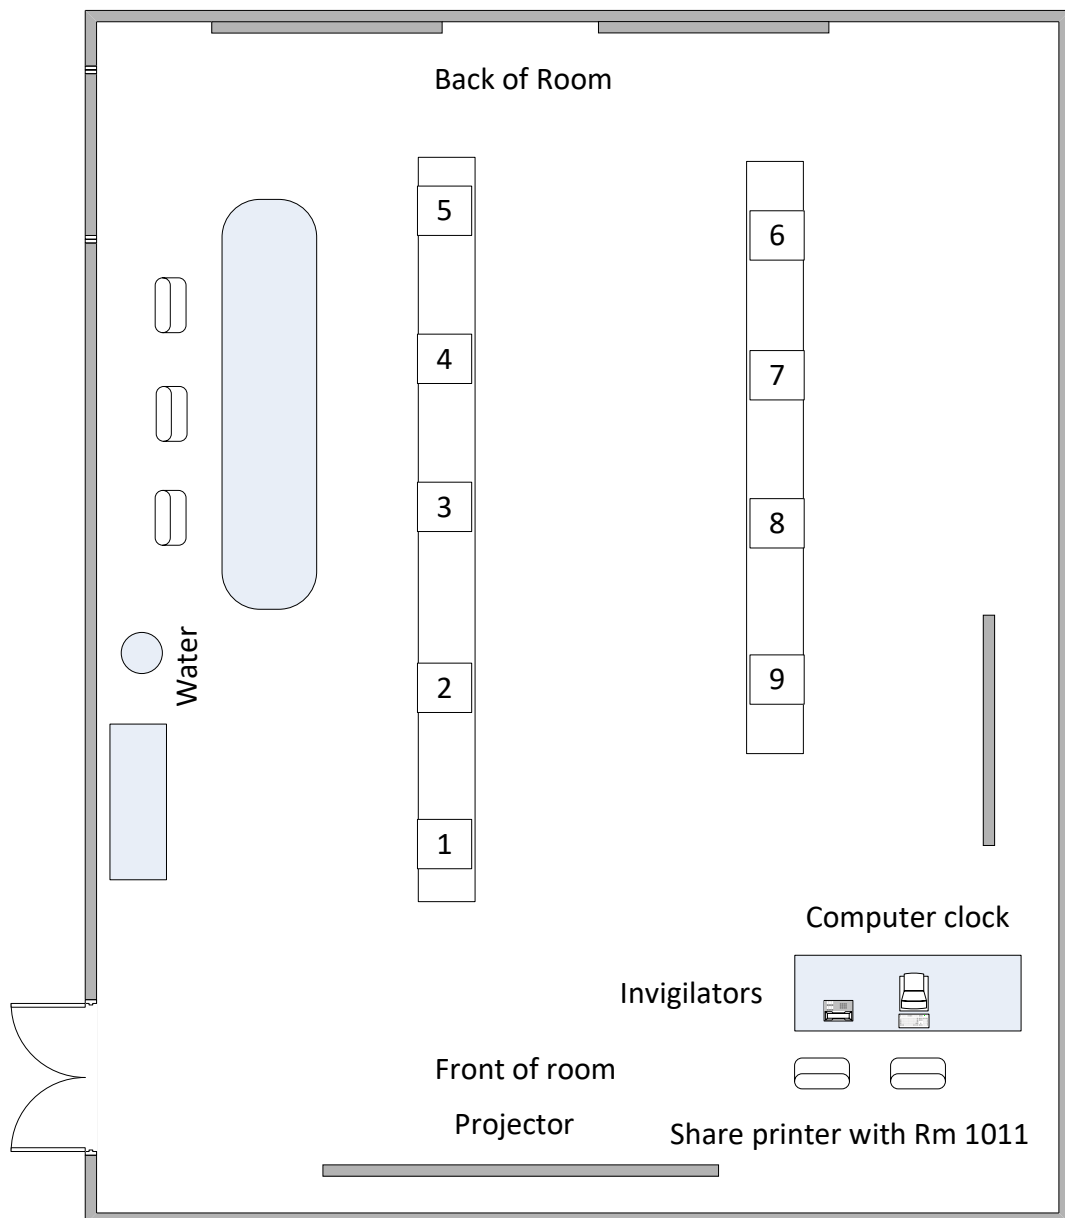 Back of Room
5
6
4
7
3
8
Water
2
9
1
Computer clock
Invigilators
Front of room
Projector
Share printer with Rm 1011